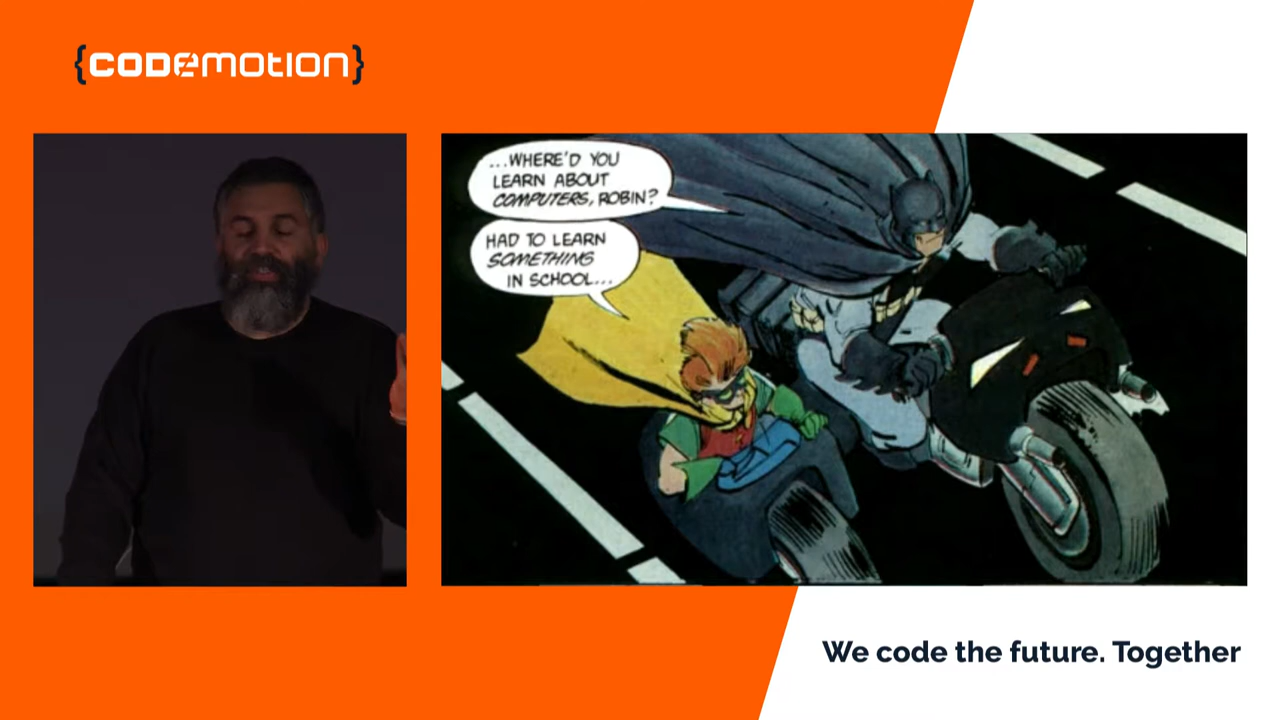 {CODEMOTION}
...WHERE'D YOU
LEARN ABOUT
COMPUTERS, ROBIN?
HAD TO LEARN
SOMETHING
IN SCHOOL...
We code the future. Together